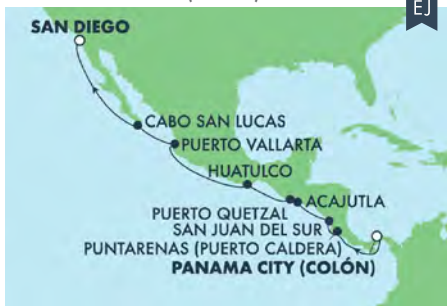 EJ
SAN DIEGO
CABO SAN LUCAS
PUERTO VALLARTA
HUATULCO
ACAJUTLA
PUERTO QUETZAL
SAN JUAN DEL SUR
PUNTARENAS (PUERTO CALDERA)
PANAMA CITY (COLÓN)